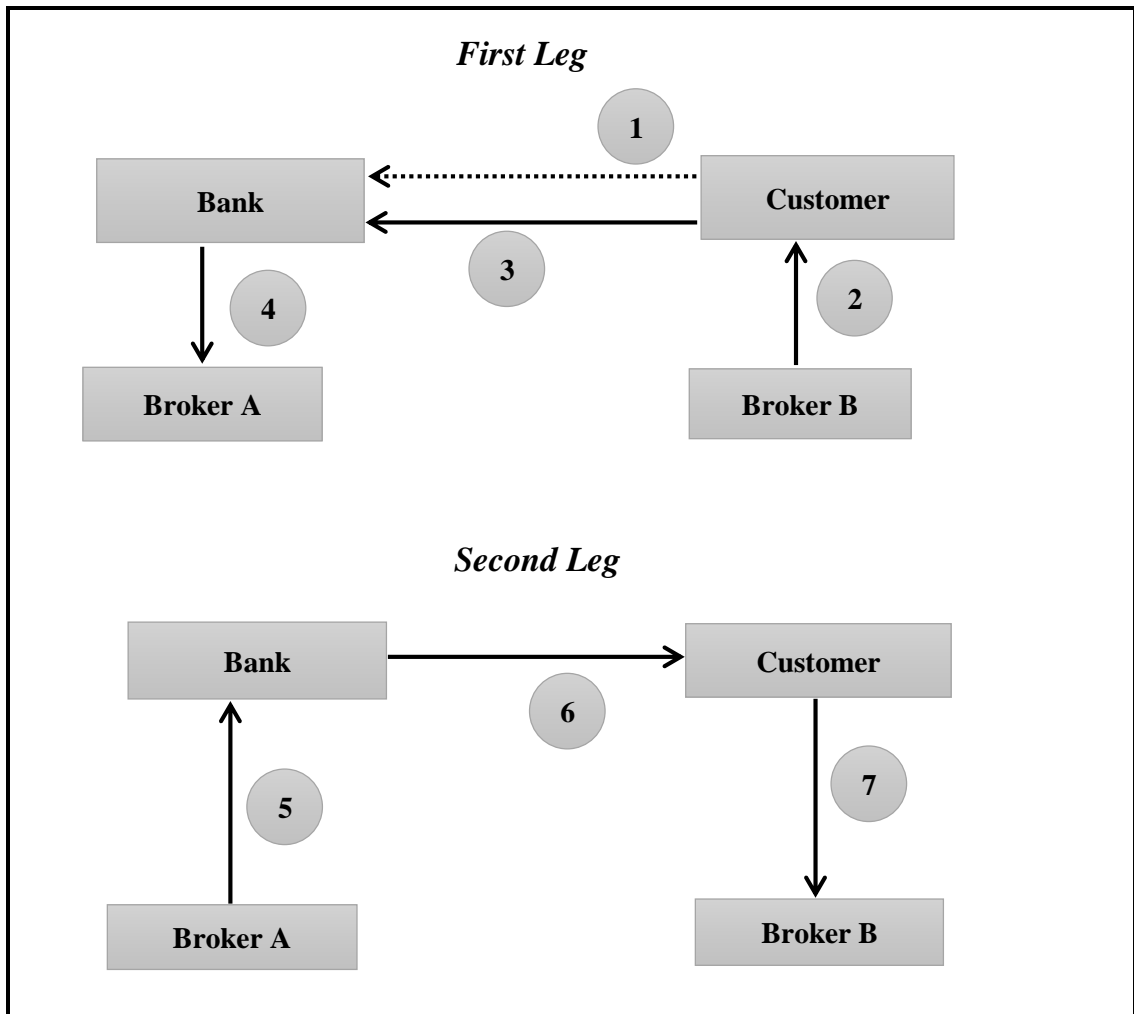 First Leg
1
Bank
Customer
3
2
4
Broker A
Broker B
Second Leg
Bank
Customer
6
7
5
Broker A
Broker B